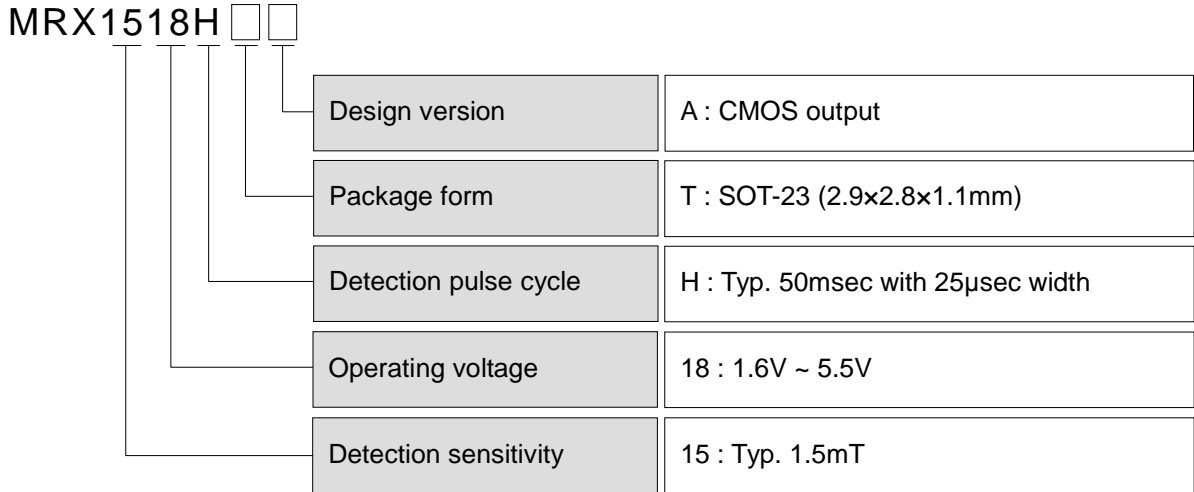 MRX1518H □ □
Design version A : CMOS output
Package form T : SOT-23 (2.9×2.8×1.1mm)
Detection pulse cycle H : Typ. 50msec with 25µsec width
Operating voltage 18 : 1.6V ~ 5.5V
Detection sensitivity 15 : Typ. 1.5mT